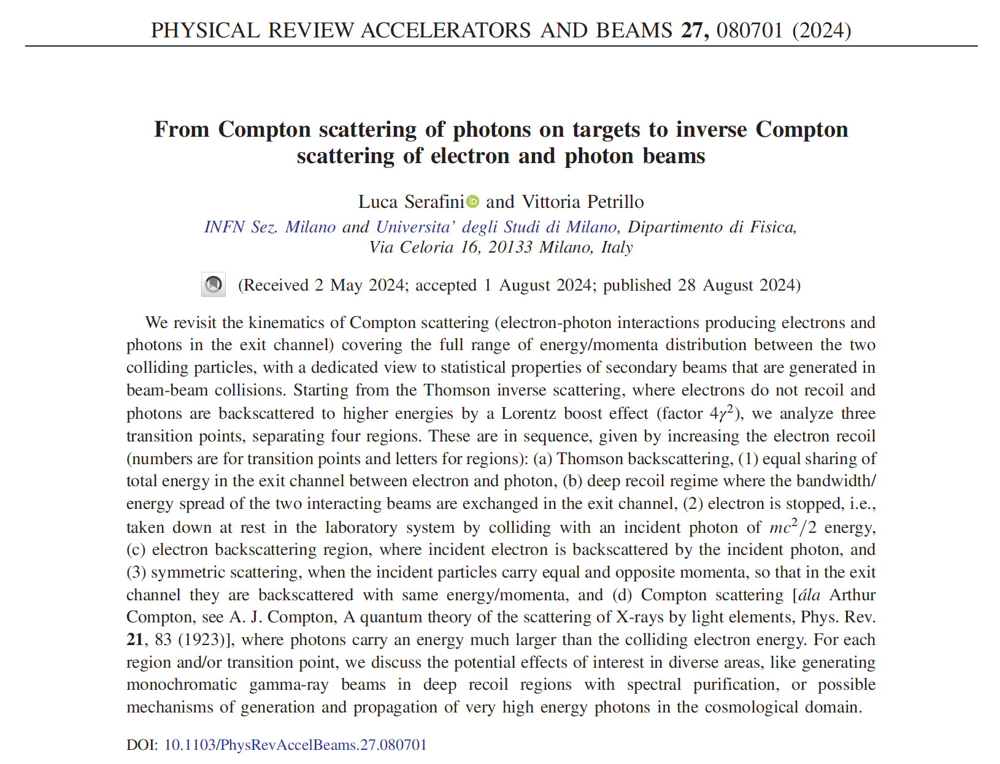 PHYSICAL REVIEW ACCELERATORS AND BEAMS 27, 080701 (2024)
From Compton scattering of photons on targets to inverse Compton
scattering of electron and photon beams
Luca Serafini iD and Vittoria Petrillo
INFN Sez. Milano and Universita’ degli Studi di Milano, Dipartimento di Fisica,
Via Celoria 16, 20133 Milano, Italy
(Received 2 May 2024; accepted 1 August 2024; published 28 August 2024)
We revisit the kinematics of Compton scattering (electron-photon interactions producing electrons and
photons in the exit channel) covering the full range of energy/momenta distribution between the two
colliding particles, with a dedicated view to statistical properties of secondary beams that are generated in
beam-beam collisions. Starting from the Thomson inverse scattering, where electrons do not recoil and
photons are backscattered to higher energies by a Lorentz boost effect (factor 4γ²), we analyze three
transition points, separating four regions. These are in sequence, given by increasing the electron recoil
(numbers are for transition points and letters for regions): (a) Thomson backscattering, (1) equal sharing of
total energy in the exit channel between electron and photon, (b) deep recoil regime where the bandwidth/
energy spread of the two interacting beams are exchanged in the exit channel, (2) electron is stopped, i.e.,
taken down at rest in the laboratory system by colliding with an incident photon of mc²/2 energy,
(c) electron backscattering region, where incident electron is backscattered by the incident photon, and
(3) symmetric scattering, when the incident particles carry equal and opposite momenta, so that in the exit
channel they are backscattered with same energy/momenta, and (d) Compton scattering [ála Arthur
Compton, see A. J. Compton, A quantum theory of the scattering of X-rays by light elements, Phys. Rev.
21, 83 (1923)], where photons carry an energy much larger than the colliding electron energy. For each
region and/or transition point, we discuss the potential effects of interest in diverse areas, like generating
monochromatic gamma-ray beams in deep recoil regions with spectral purification, or possible
mechanisms of generation and propagation of very high energy photons in the cosmological domain.
DOI: 10.1103/PhysRevAccelBeams.27.080701